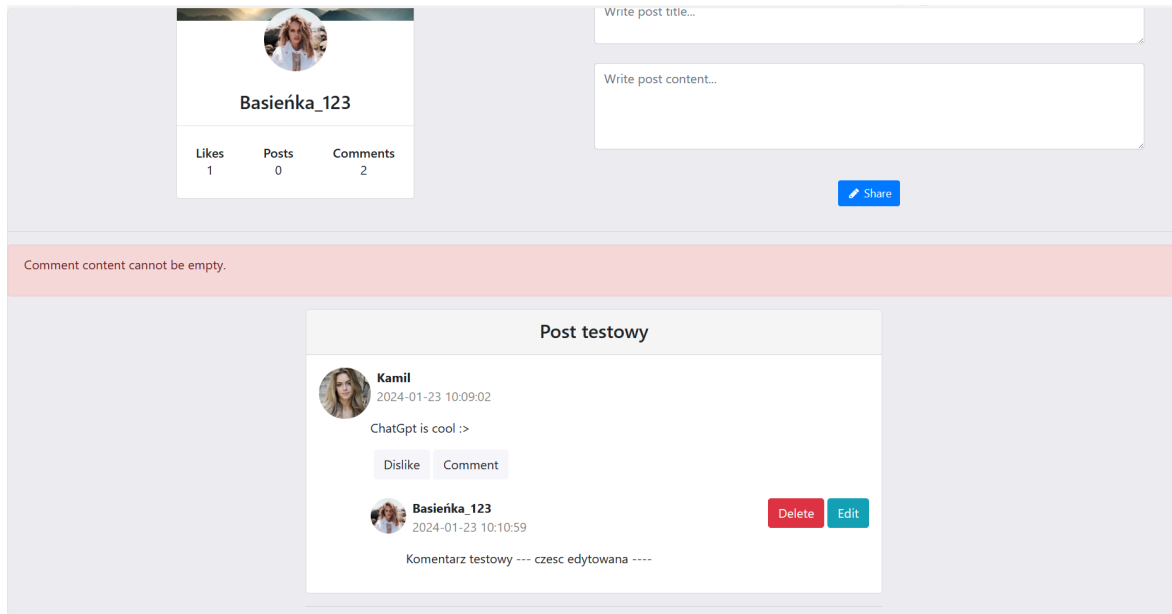 Write post title...
Write post content...
Basieńka_123
Likes Posts Comments
1 0 2
Share
Comment content cannot be empty.
Post testowy
Kamil
2024-01-23 10:09:02
ChatGpt is cool :>
Dislike Comment
Basieńka_123
2024-01-23 10:10:59
Delete Edit
Komentarz testowy --- czesc edytowana ----